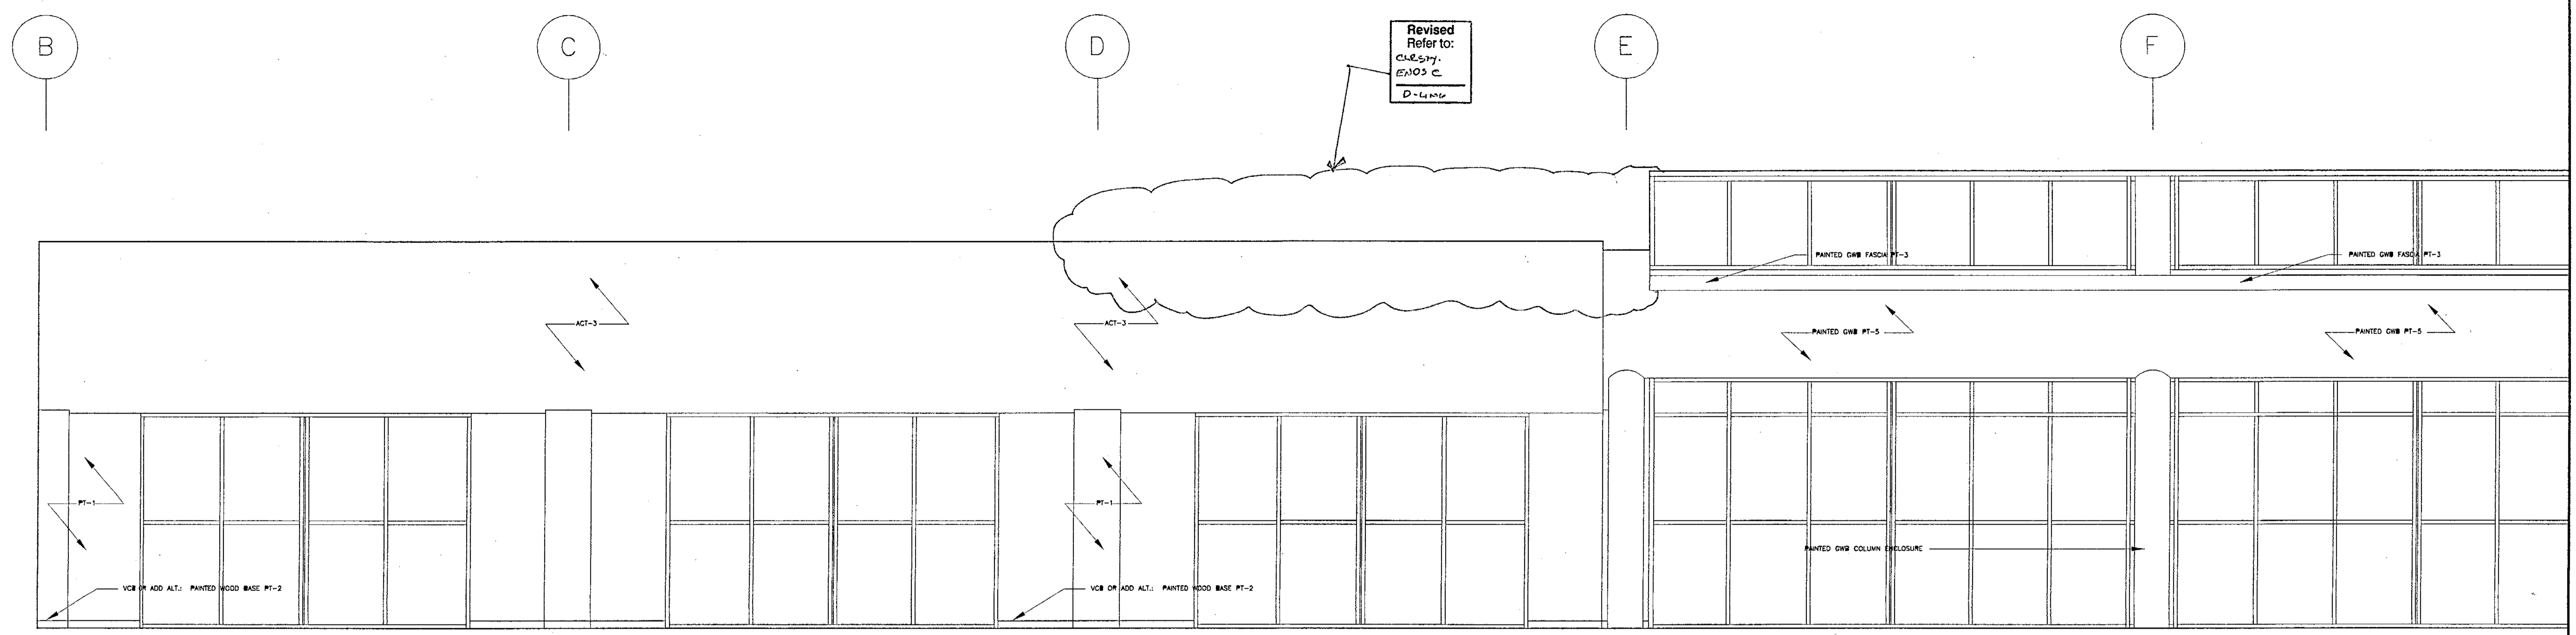 B
C
D
E
F
Revised
Refer to:
D-LINE
PAINTED GWB FASCIA PT-3
PAINTED GWB FASCIA PT-3
ACT-3
ACT-3
PAINTED GWB PT-5
PAINTED GWB PT-5
PT-1
PT-1
PAINTED GWB COLUMN ENCLOSURE
VCB OR ADD ALT.: PAINTED WOOD BASE PT-2
VCB OR ADD ALT.: PAINTED WOOD BASE PT-2